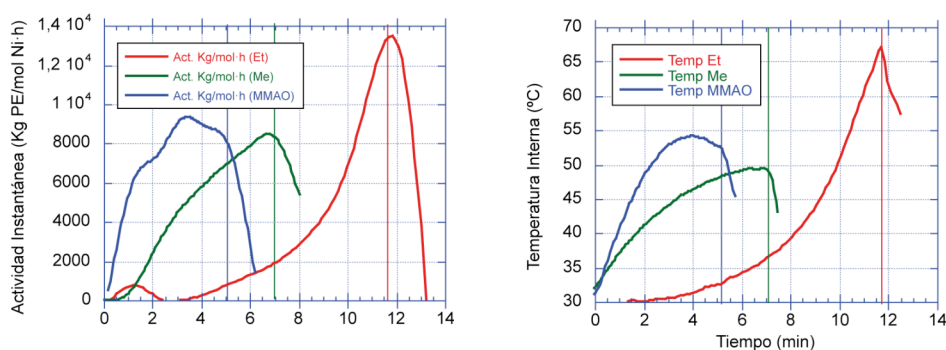 Actividad Instantánea (Kg PE/mol Ni·h)
1,4 10⁴
1,2 10⁴
1 10⁴
8000
6000
4000
2000
0
Act. Kg/mol·h (Et)
Act. Kg/mol·h (Me)
Act. Kg/mol·h (MMAO)
0 2 4 6 8 10 12 14
Temperatura Interna (ºC)
70
65
60
55
50
45
40
35
30
Temp Et
Temp Me
Temp MMAO
0 2 4 6 8 10 12 14
Tiempo (min)